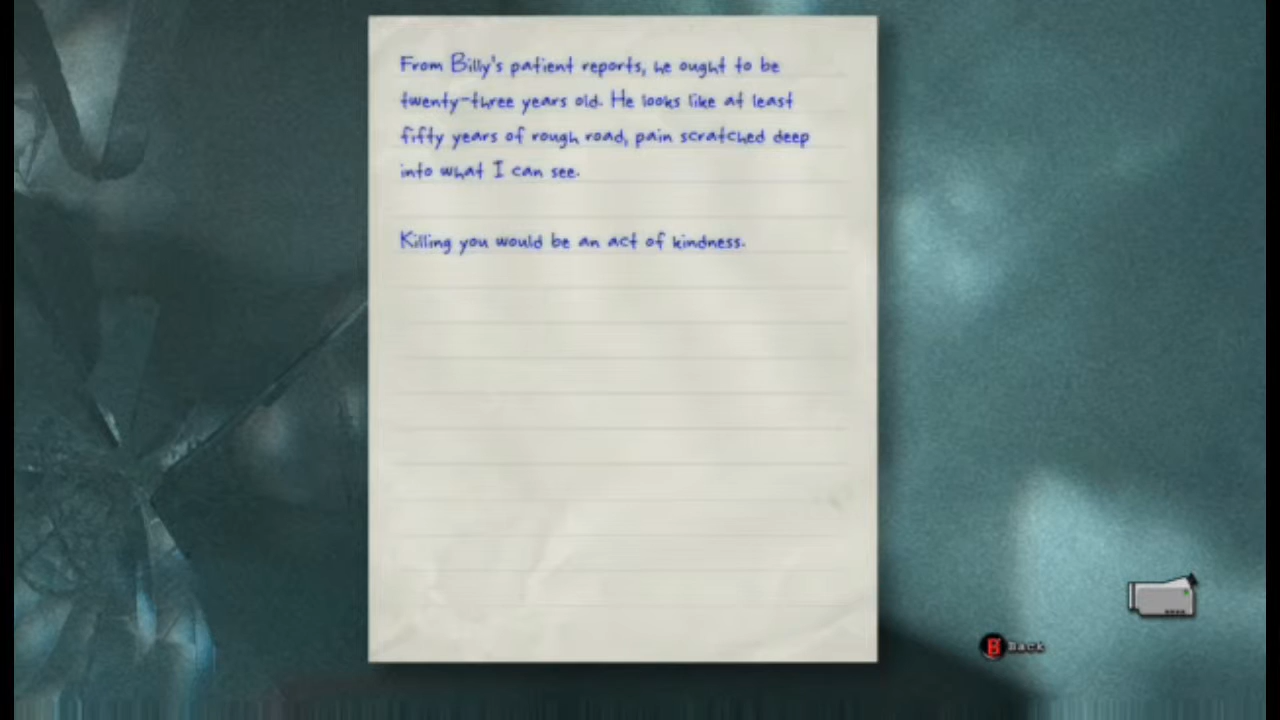 From Billy's patient reports, he ought to be
twenty-three years old. He looks like at least
fifty years of rough road, pain scratched deep
into what I can see.
Killing you would be an act of kindness.
B Back